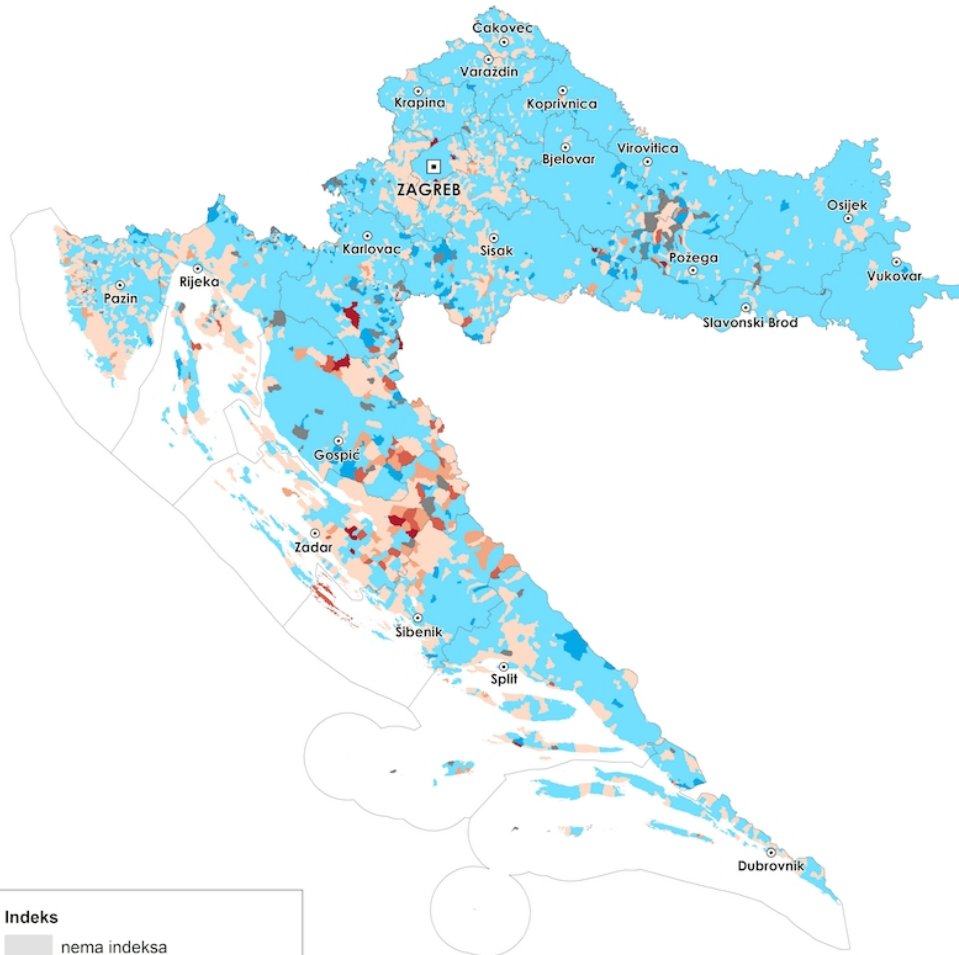 Čakovec
Varaždin
Krapina
Koprivnica
Bjelovar
Virovitica
ZAGREB
Osijek
Karlovac
Sisak
Požega
Vukovar
Rijeka
Pazin
Slavonski Brod
Gospić
Zadar
Šibenik
Split
Dubrovnik
Indeks
nema indeksa